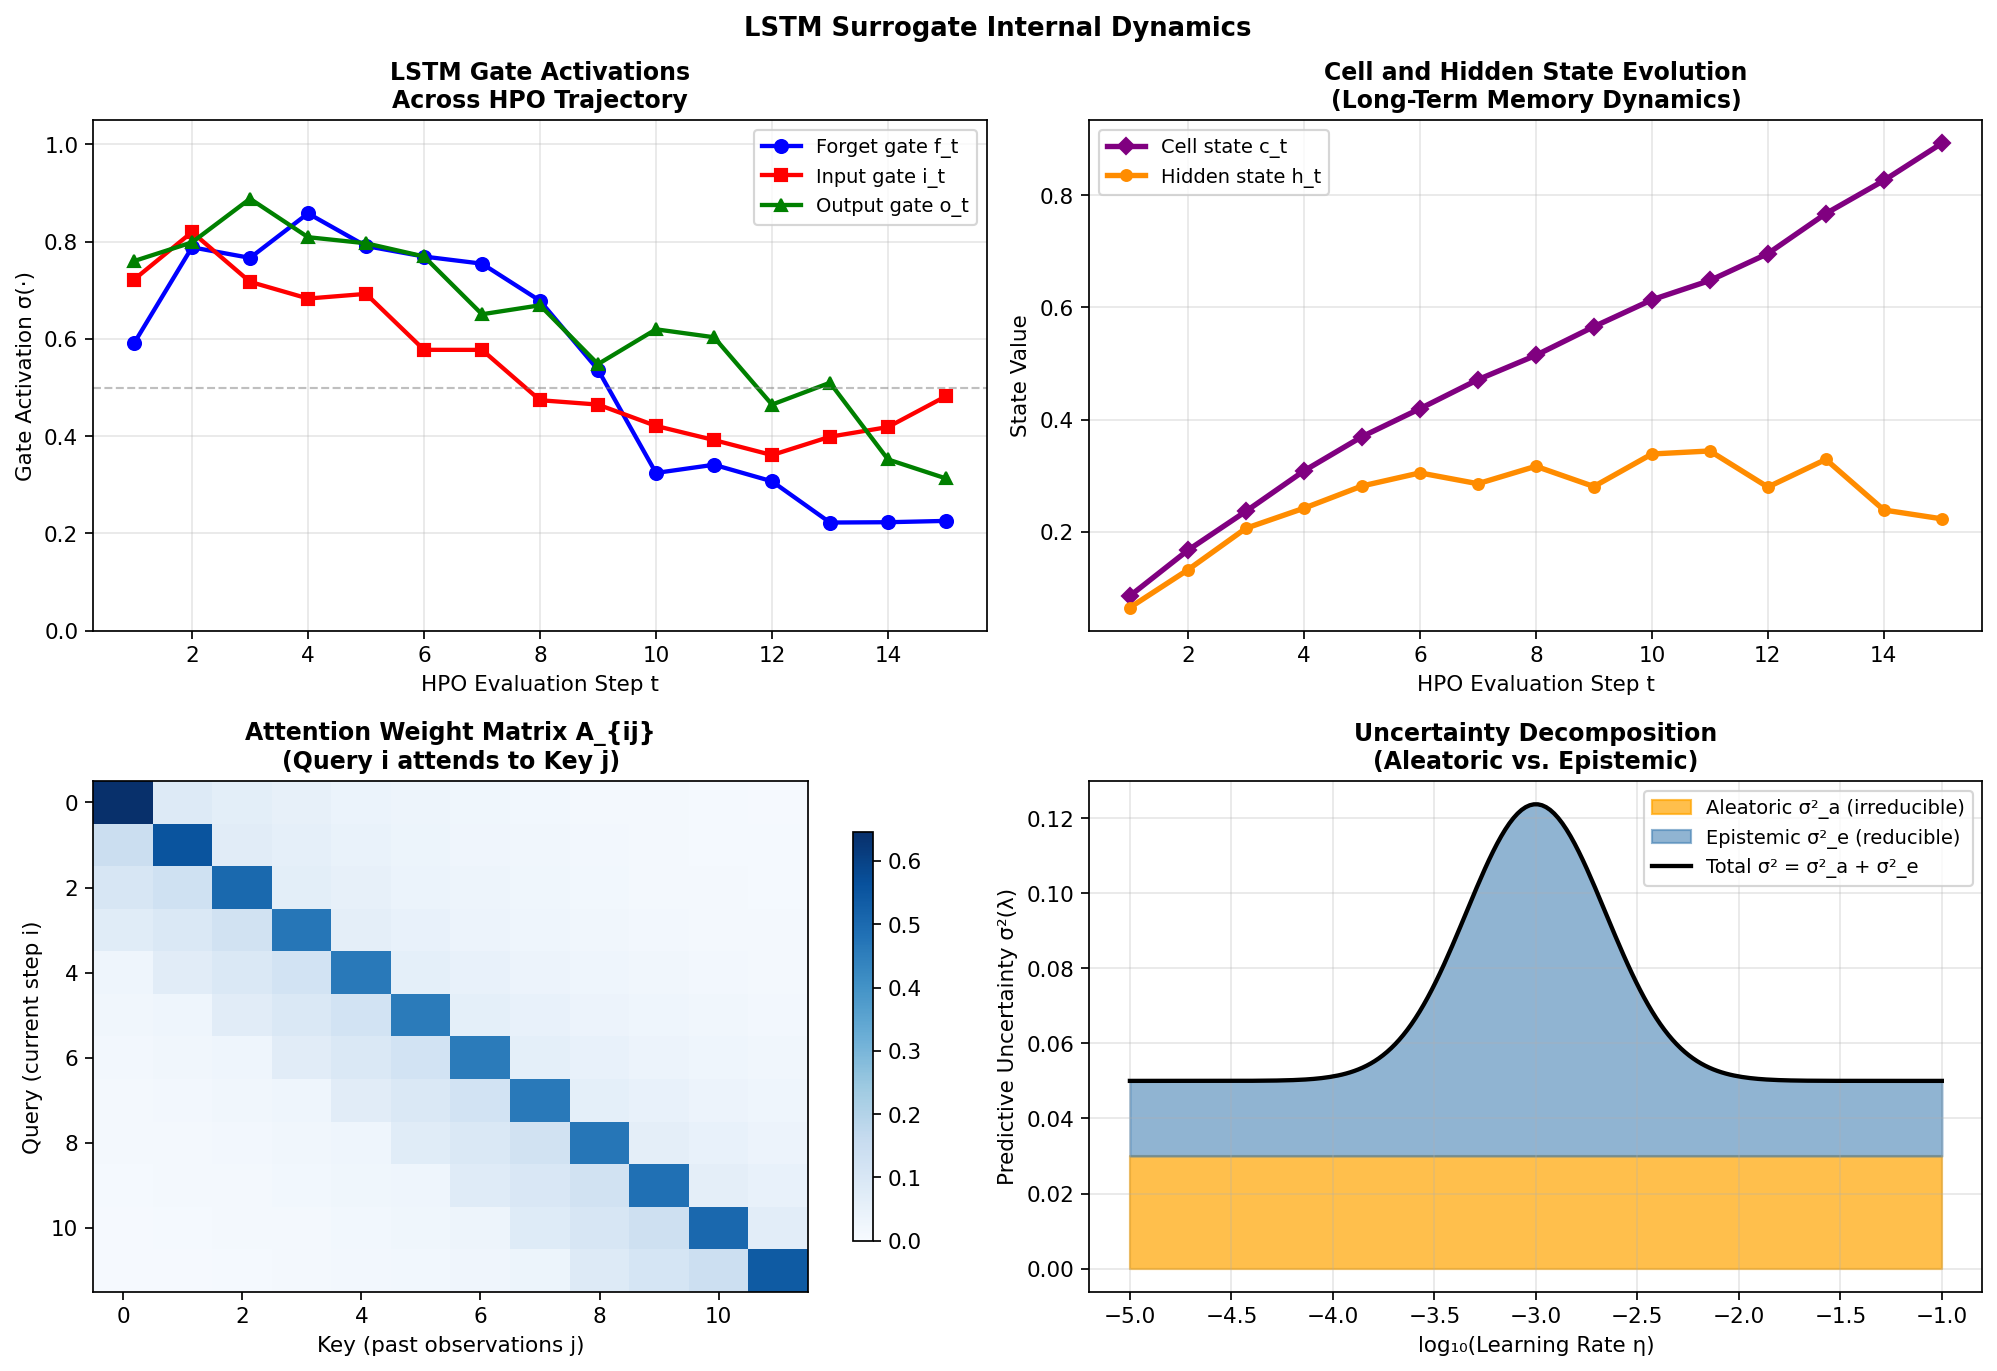 LSTM Surrogate Internal Dynamics
LSTM Gate Activations
Across HPO Trajectory
1.0
0.8
0.6
0.4
0.2
0.0
Gate Activation σ(·)
Forget gate f_t
Input gate i_t
Output gate o_t
2 4 6 8 10 12 14
HPO Evaluation Step t
Cell and Hidden State Evolution
(Long-Term Memory Dynamics)
0.8
0.6
0.4
0.2
State Value
Cell state c_t
Hidden state h_t
2 4 6 8 10 12 14
HPO Evaluation Step t
Attention Weight Matrix A_{ij}
(Query i attends to Key j)
0
2
4
6
8
10
Query (current step i)
0 2 4 6 8 10
Key (past observations j)
0.6
0.5
0.4
0.3
0.2
0.1
0.0
Uncertainty Decomposition
(Aleatoric vs. Epistemic)
0.12
0.10
0.08
0.06
0.04
0.02
0.00
Predictive Uncertainty σ²(λ)
Aleatoric σ²_a (irreducible)
Epistemic σ²_e (reducible)
Total σ² = σ²_a + σ²_e
−5.0 −4.5 −4.0 −3.5 −3.0 −2.5 −2.0 −1.5 −1.0
log₁₀(Learning Rate η)